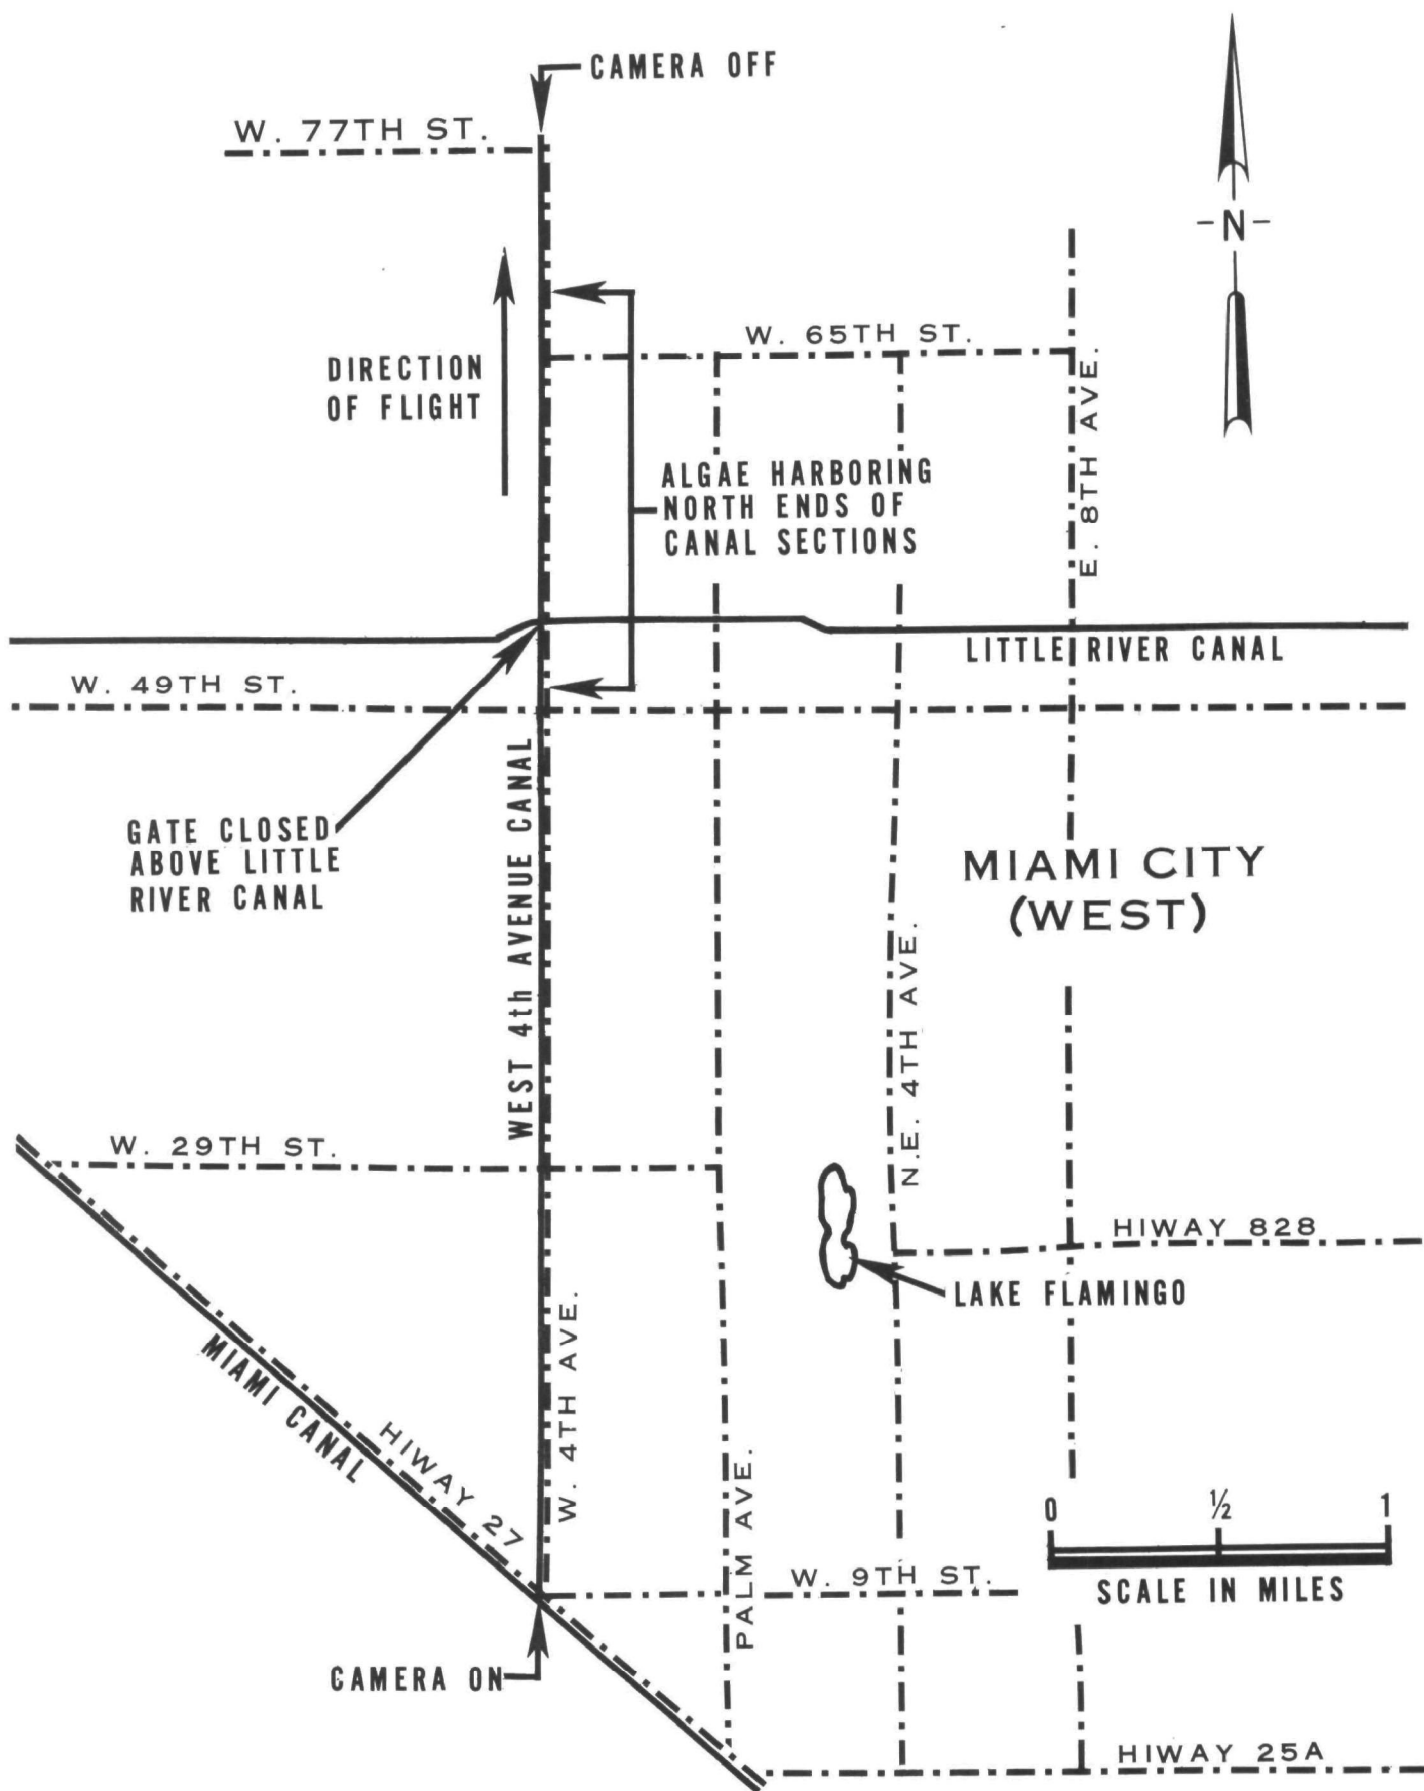 CAMERA OFF
W. 77TH ST.
-N-
W. 65TH ST.
DIRECTION
OF FLIGHT
E. 8TH AVE.
ALGAE HARBORING
NORTH ENDS OF
CANAL SECTIONS
LITTLE RIVER CANAL
W. 49TH ST.
WEST 4th AVENUE CANAL
GATE CLOSED
ABOVE LITTLE
RIVER CANAL
MIAMI CITY
(WEST)
N.E. 4TH AVE.
W. 29TH ST.
HIWAY 828
LAKE FLAMINGO
W. 4TH AVE.
MIAMI CANAL
HIWAY 27
PALM AVE.
0 ½ 1
SCALE IN MILES
W. 9TH ST.
CAMERA ON
HIWAY 25A